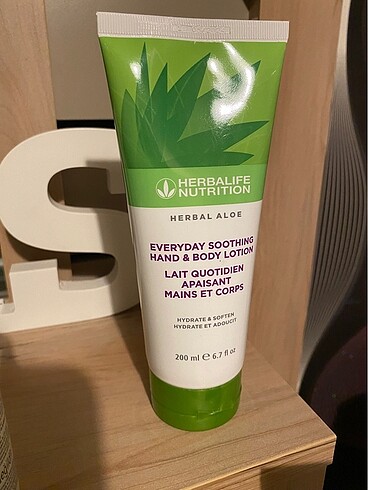 HERBALIFE
NUTRITION
HERBAL ALOE
EVERYDAY SOOTHING
HAND & BODY LOTION
LAIT QUOTIDIEN
APAISANT
MAINS ET CORPS
HYDRATE & SOFTEN
HYDRATE ET ADOUCIT
200 ml ℮ 6.7 fl oz
S